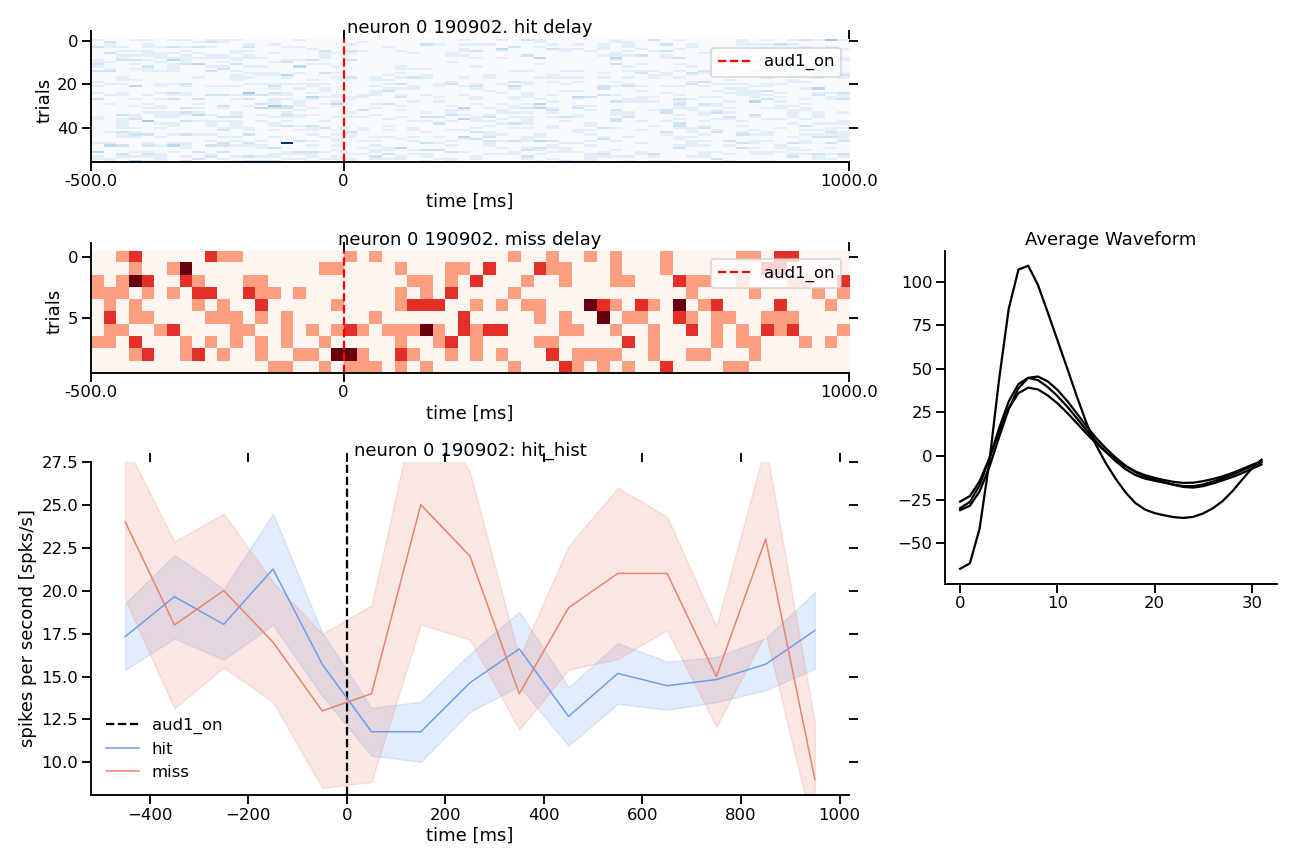 neuron 0 190902. hit delay
0
20
40
trials
aud1_on
-500.0 0 1000.0
time [ms]
neuron 0 190902. miss delay
0
5
trials
aud1_on
-500.0 0 1000.0
time [ms]
neuron 0 190902: hit_hist
27.5
25.0
22.5
20.0
17.5
15.0
12.5
10.0
spikes per second [spks/s]
aud1_on
hit
miss
−400 −200 0 200 400 600 800 1000
time [ms]
Average Waveform
100
75
50
25
0
−25
−50
0 10 20 30